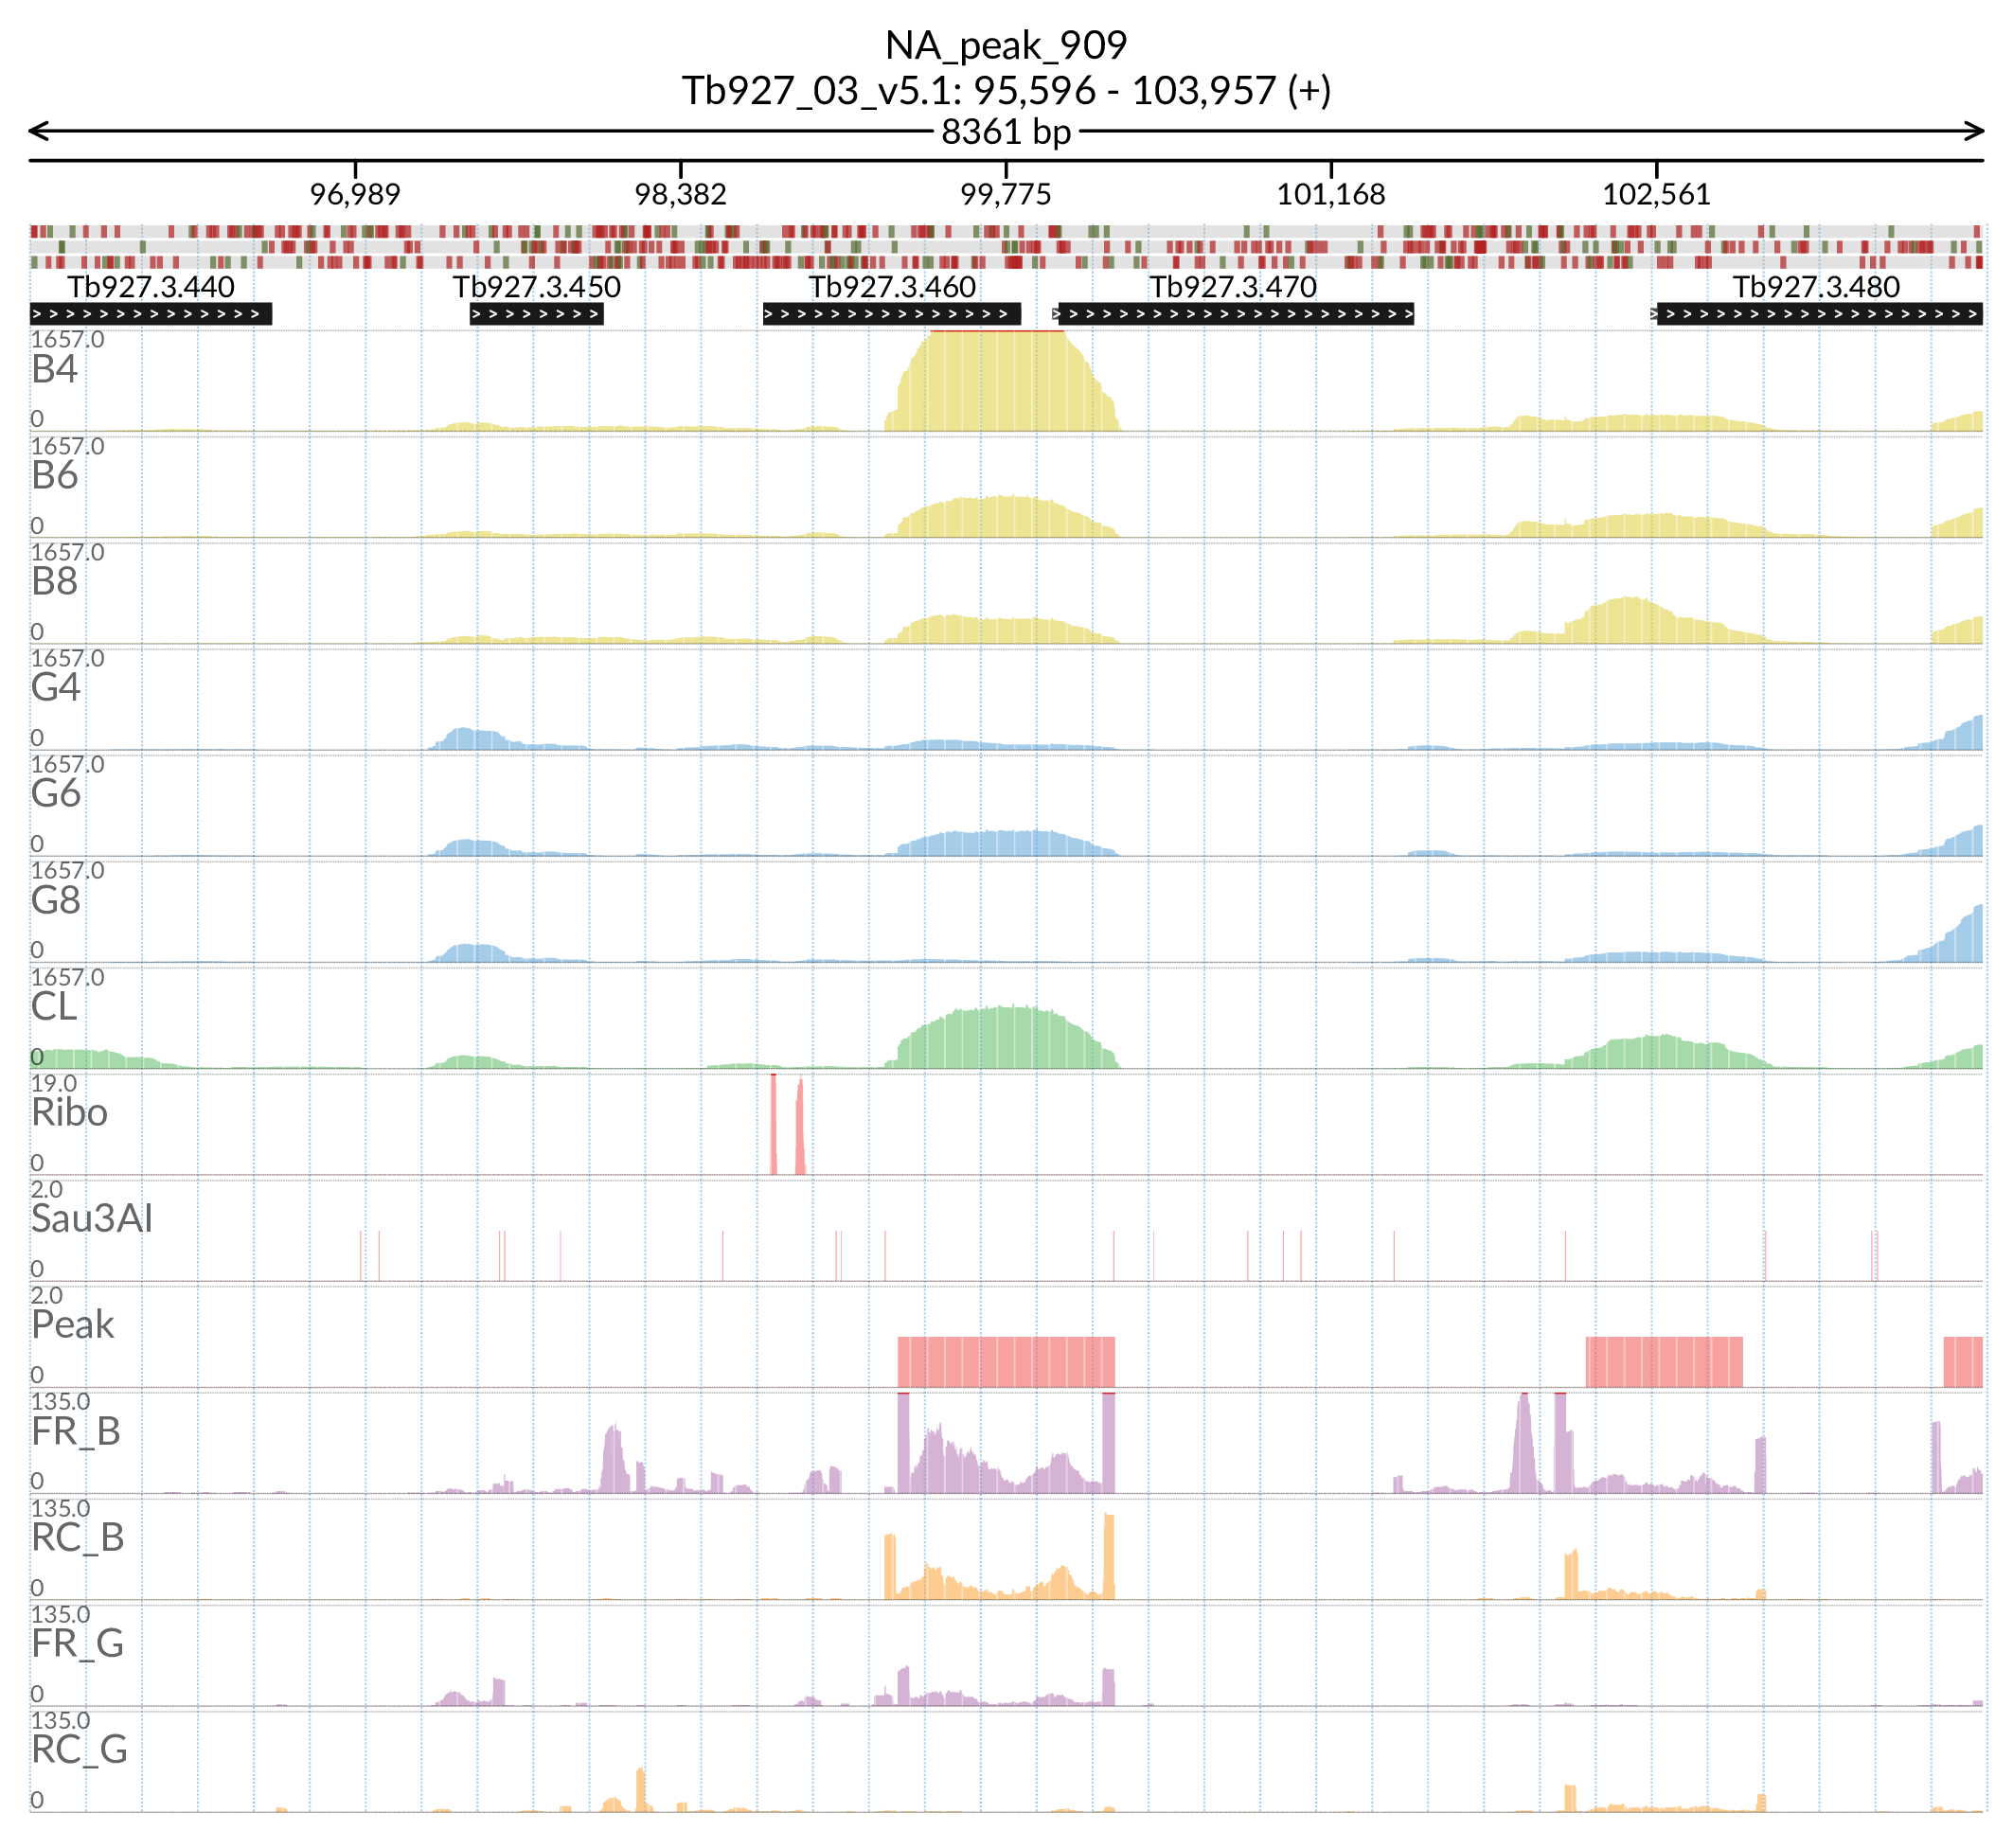 NA_peak_909
Tb927_03_v5.1: 95,596 - 103,957 (+)
8361 bp
96,989 98,382 99,775 101,168 102,561
Tb927.3.440 Tb927.3.450 Tb927.3.460 Tb927.3.470 Tb927.3.480
1657.0
B4
0
1657.0
B6
0
1657.0
B8
0
1657.0
G4
0
1657.0
G6
0
1657.0
G8
0
1657.0
CL
0
19.0
Ribo
0
2.0
Sau3AI
0
2.0
Peak
0
135.0
FR_B
0
135.0
RC_B
0
135.0
FR_G
0
135.0
RC_G
0